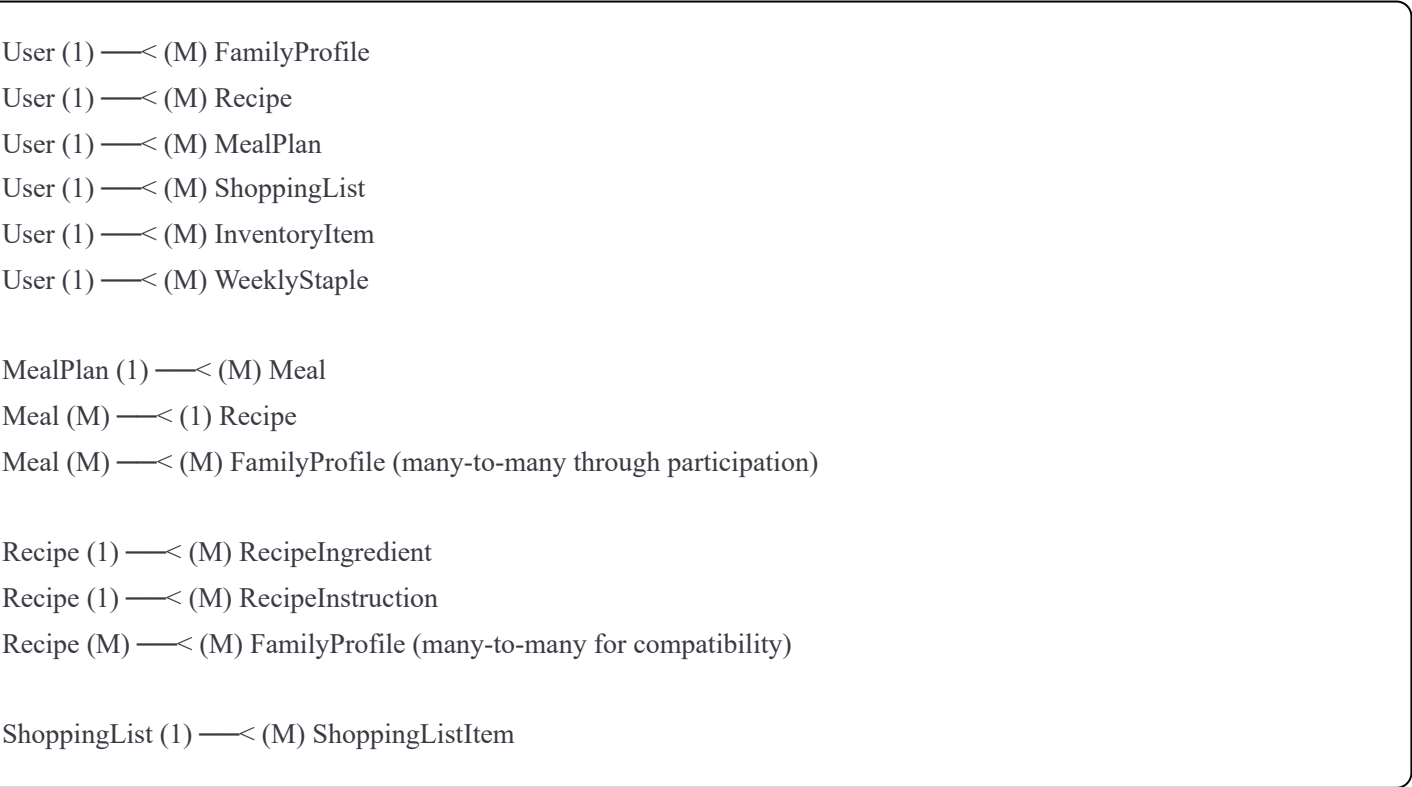 User (1) ──< (M) FamilyProfile
User (1) ──< (M) Recipe
User (1) ──< (M) MealPlan
User (1) ──< (M) ShoppingList
User (1) ──< (M) InventoryItem
User (1) ──< (M) WeeklyStaple
MealPlan (1) ──< (M) Meal
Meal (M) ──< (1) Recipe
Meal (M) ──< (M) FamilyProfile (many-to-many through participation)
Recipe (1) ──< (M) RecipeIngredient
Recipe (1) ──< (M) RecipeInstruction
Recipe (M) ──< (M) FamilyProfile (many-to-many for compatibility)
ShoppingList (1) ──< (M) ShoppingListItem